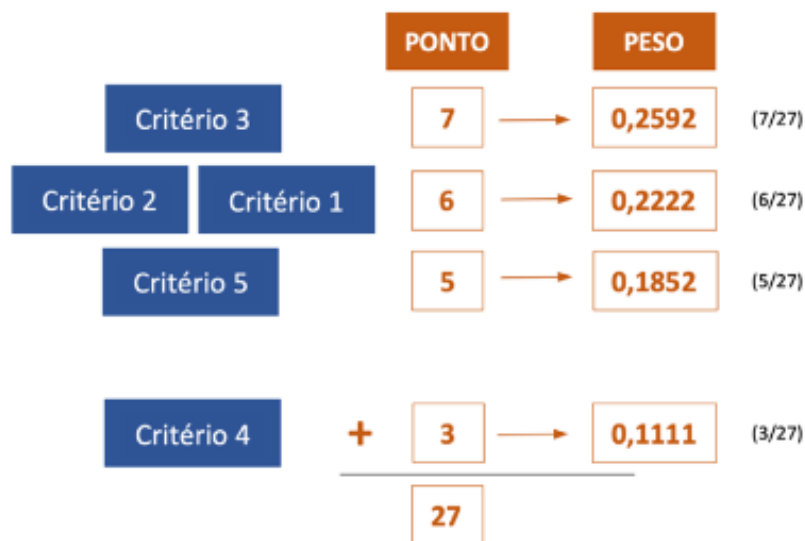 PONTO PESO
Critério 3 7 0,2592 (7/27)
Critério 2 Critério 1 6 0,2222 (6/27)
Critério 5 5 0,1852 (5/27)
Critério 4 + 3 0,1111 (3/27)
27